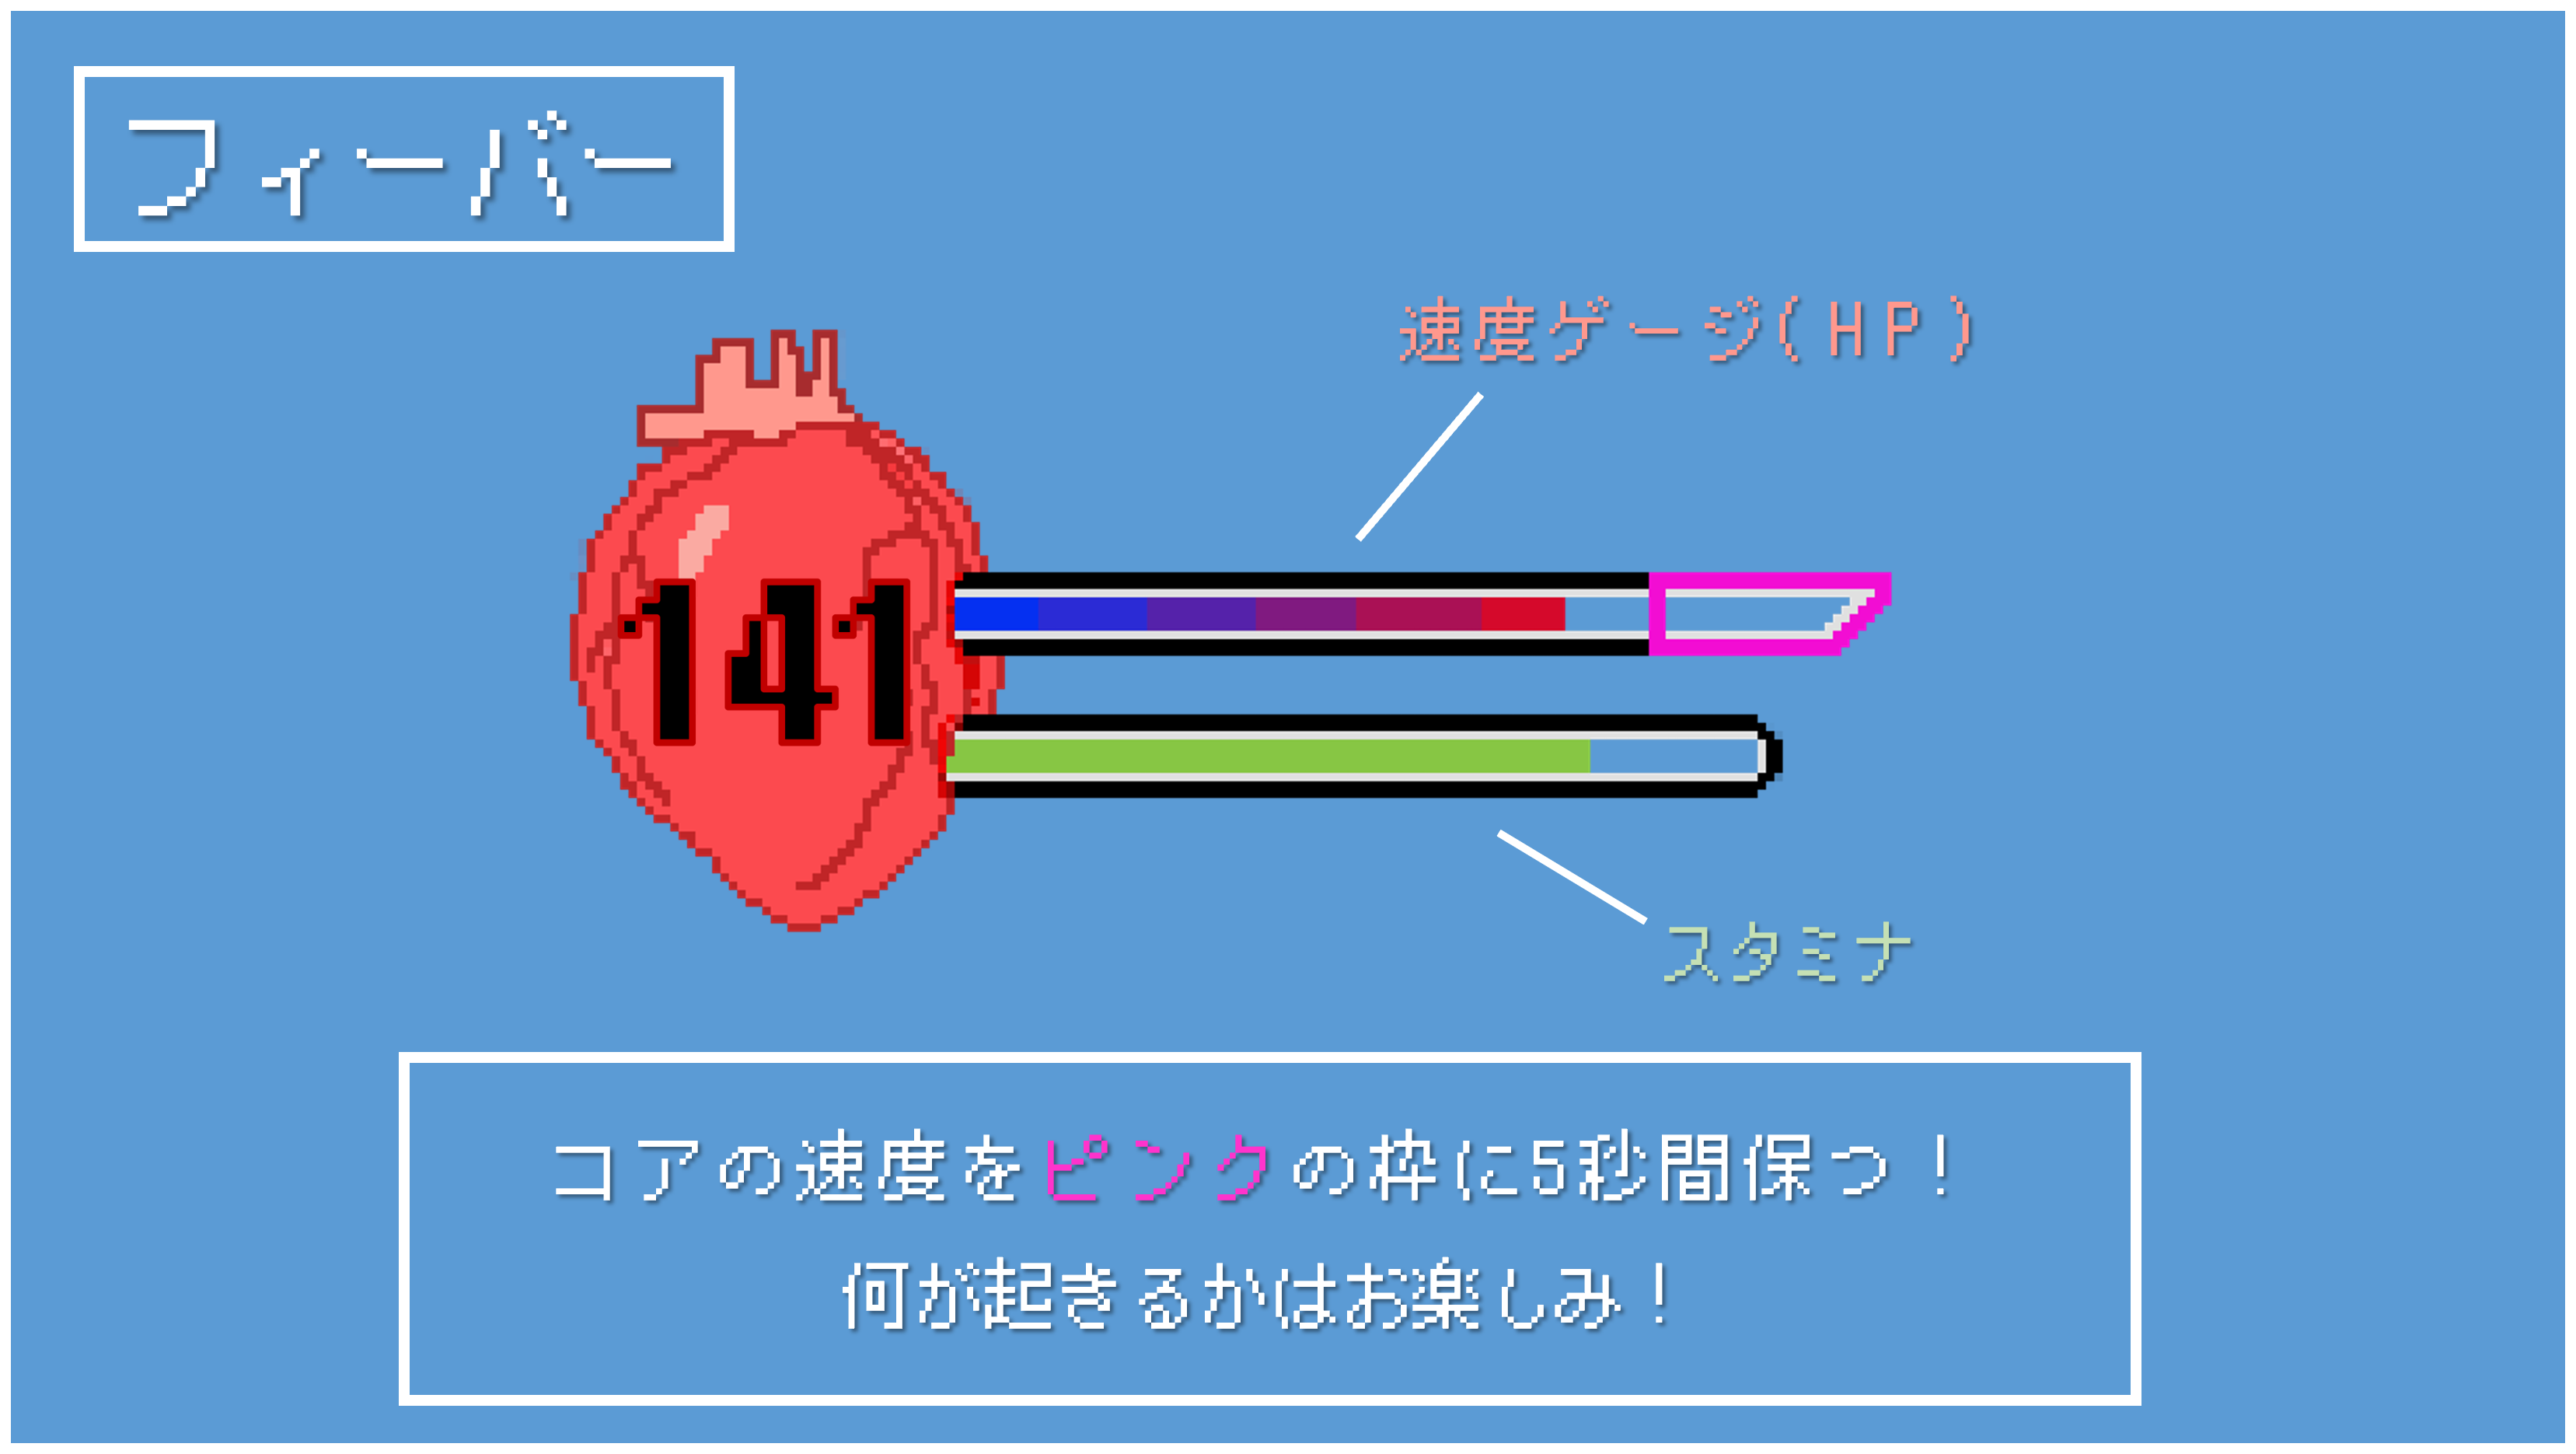 フィーバー
速度ゲージ(HP)
141
スタミナ
コアの速度をピンクの枠に5秒間保つ！
何が起きるかはお楽しみ！